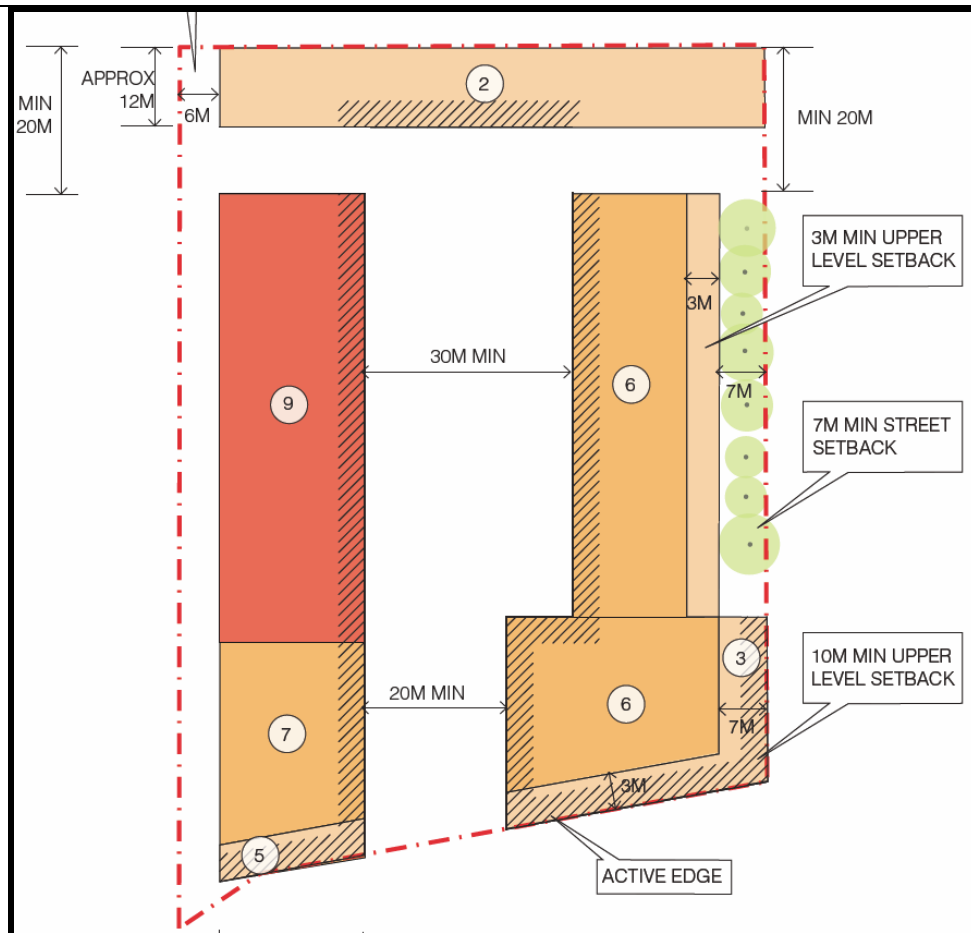 APPROX
12M
MIN
20M
6M
2
MIN 20M
3M MIN UPPER
LEVEL SETBACK
3M
30M MIN
6
7M
9
7M MIN STREET
SETBACK
3
10M MIN UPPER
LEVEL SETBACK
20M MIN
6
7M
7
3M
5
ACTIVE EDGE